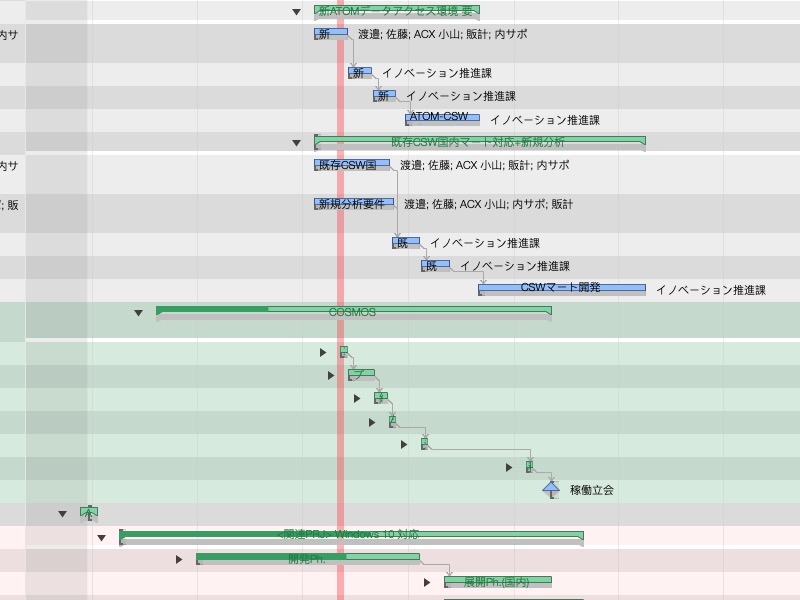 新ATOMデータアクセス環境 要
内サ
新 渡邉; 佐藤; ACX 小山; 販計; 内サポ
新 イノベーション推進課
新 イノベーション推進課
ATOM-CSW イノベーション推進課
既存CSW国内マート対応+新規分析
内サ
既存CSW国 渡邉; 佐藤; ACX 小山; 販計; 内サポ
; 販
新規分析要件 渡邉; 佐藤; ACX 小山; 内サポ; 販計
既 イノベーション推進課
既 イノベーション推進課
CSWマート開発 イノベーション推進課
COSMOS
稼働立会
<関連PRJ> Windows 10 対応
開発Ph.
展開Ph.(国内)